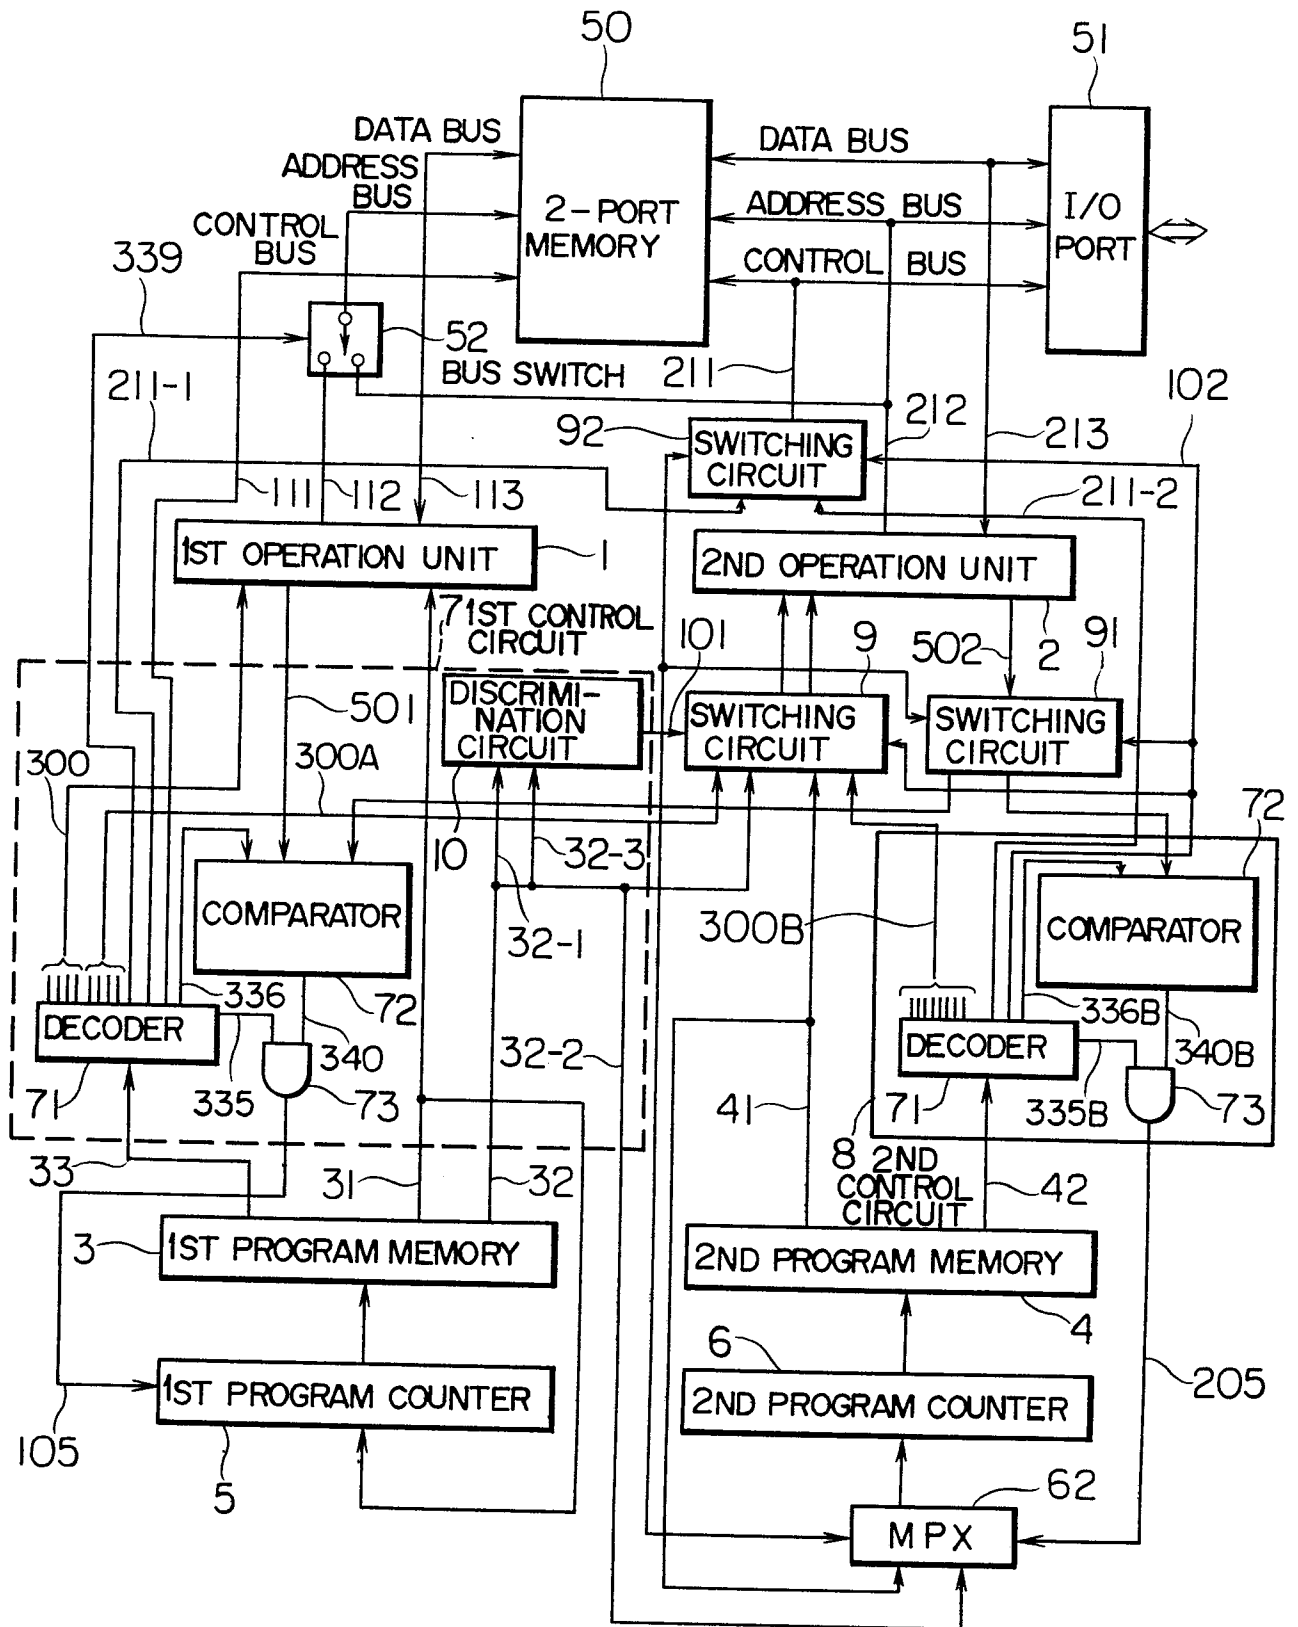 50
51
DATA BUS
DATA BUS
ADDRESS
BUS
ADDRESS BUS
CONTROL
BUS
2-PORT
MEMORY
I/O
PORT
CONTROL BUS
339
52
BUS SWITCH
211
211-1
102
212
92
SWITCHING
CIRCUIT
213
111
112
113
211-2
1ST OPERATION UNIT
1
2ND OPERATION UNIT
7 1ST CONTROL
CIRCUIT
101
9
502
2
91
501
DISCRIMI-
NATION
CIRCUIT
SWITCHING
CIRCUIT
SWITCHING
CIRCUIT
300
300A
72
10
32-3
COMPARATOR
32-1
300B
COMPARATOR
336
72
336B
DECODER
340
32-2
DECODER
340B
71
335
73
41
71
335B
73
33
31
32
8 2ND
CONTROL
CIRCUIT
42
3
1ST PROGRAM MEMORY
2ND PROGRAM MEMORY
4
6
1ST PROGRAM COUNTER
2ND PROGRAM COUNTER
205
105
5
62
MPX